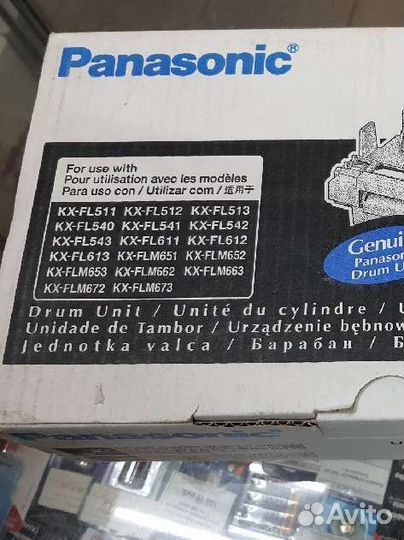 Panasonic®
For use with
Pour utilisation avec les modèles
Para uso con / Utilizar com / 适用于
KX-FL511 KX-FL512 KX-FL513
KX-FL540 KX-FL541 KX-FL542
KX-FL543 KX-FL611 KX-FL612
KX-FL613 KX-FLM651 KX-FLM652
KX-FLM653 KX-FLM662 KX-FLM663
KX-FLM672 KX-FLM673
Genui
Panaso
Drum U
Drum Unit / Unité du cylindre /
Unidade de Tambor / Urządzenie bębnow
Jednotka valca / Барабан / Б
Panasonic
Avito